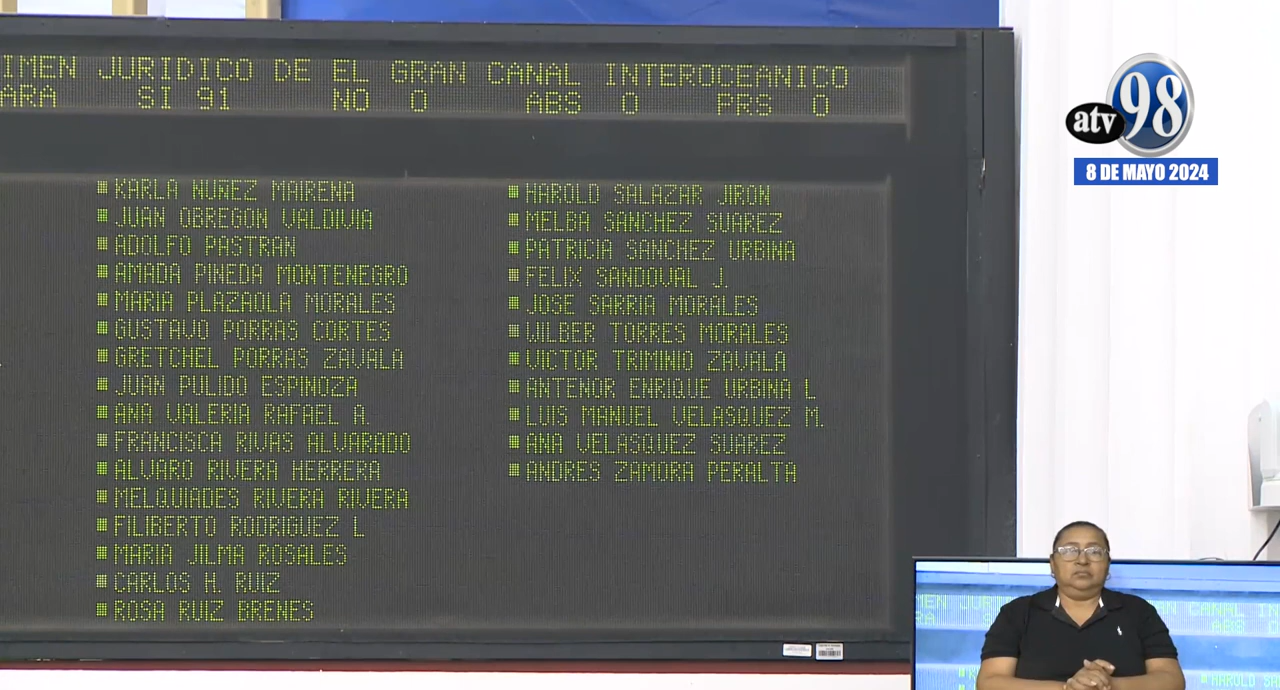 IMEN JURIDICO DE EL GRAN CANAL INTEROCEANICO
ARA SI 91 NO 0 ABS 0 PRS 0
KARLA NUÑEZ MAIRENA
JUAN OBREGON VALDIVIA
ADOLFO PASTRAN
AMADA PINEDA MONTENEGRO
MARIA PLAZAOLA MORALES
GUSTAVO PORRAS CORTES
GRETCHEL PORRAS ZAVALA
JUAN PULIDO ESPINOZA
ANA VALERIA RAFAEL A.
FRANCISCA RIVAS ALVARADO
ALVARO RIVERA HERRERA
MELQUIADES RIVERA RIVERA
FILIBERTO RODRIGUEZ L
MARIA JILMA ROSALES
CARLOS H. RUIZ
ROSA RUIZ BRENES
HAROLD SALAZAR JIRON
MELBA SANCHEZ SUAREZ
PATRICIA SANCHEZ URBINA
FELIX SANDOVAL J.
JOSE SARRIA MORALES
WILBER TORRES MORALES
VICTOR TRIMINIO ZAVALA
ANTENOR ENRIQUE URBINA L
LUIS MANUEL VELASQUEZ M.
ANA VELASQUEZ SUAREZ
ANDRES ZAMORA PERALTA
atv 98
8 DE MAYO 2024